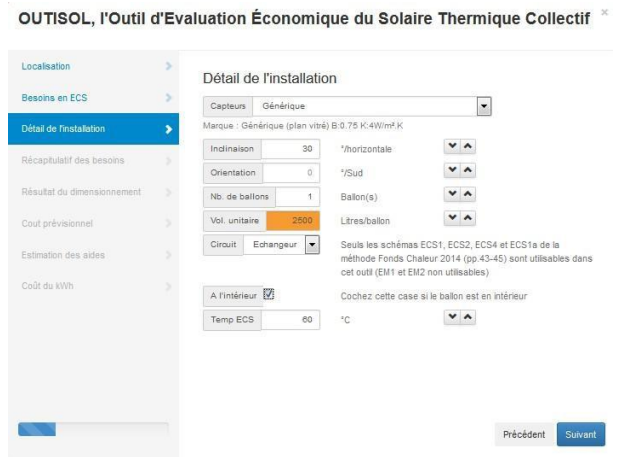 OUTISOL, l'Outil d'Evaluation Économique du Solaire Thermique Collectif ×
Localisation
Besoins en ECS
Détail de l'installation
Récapitulatif des besoins
Résultat du dimensionnement
Cout prévisionnel
Estimation des aides
Coût du kWh
Détail de l'installation
Capteurs Générique
Marque : Générique (plan vitré) B:0.75 K:4W/m².K
Inclinaison 30 °/horizontale
Orientation 0 °/Sud
Nb. de ballons 1 Ballon(s)
Vol. unitaire 2500 Litres/ballon
Circuit Echangeur Seuls les schémas ECS1, ECS2, ECS4 et ECS1a de la
méthode Fonds Chaleur 2014 (pp.43-45) sont utilisables dans
cet outil (EM1 et EM2 non utilisables)
A l'intérieur Cochez cette case si le ballon est en intérieur
Temp ECS 60 °C
Précédent Suivant